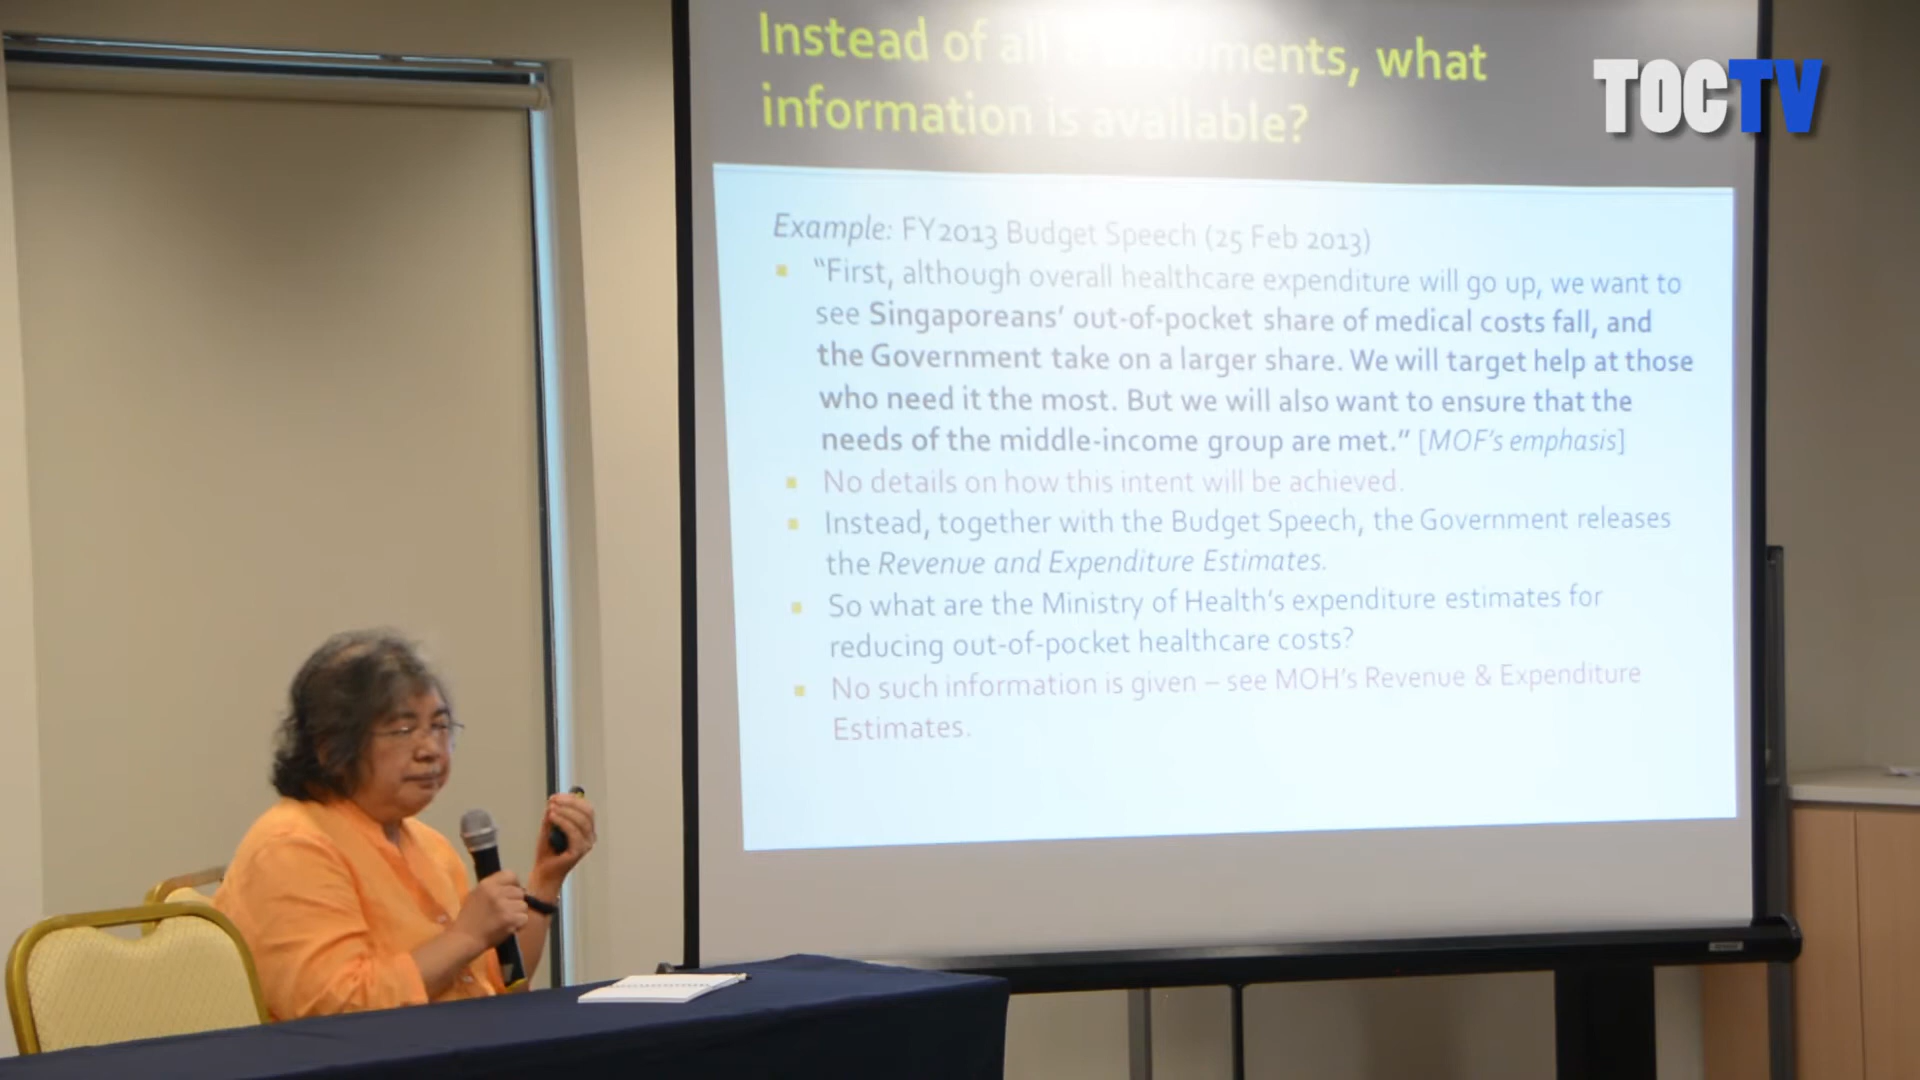 Instead of all ments, what
information is available?
TOCTV
Example: FY2013 Budget Speech (25 Feb 2013)
"First, although overall healthcare expenditure will go up, we want to
see Singaporeans' out-of-pocket share of medical costs fall, and
the Government take on a larger share. We will target help at those
who need it the most. But we will also want to ensure that the
needs of the middle-income group are met." [MOF's emphasis]
No details on how this intent will be achieved.
Instead, together with the Budget Speech, the Government releases
the Revenue and Expenditure Estimates.
So what are the Ministry of Health's expenditure estimates for
reducing out-of-pocket healthcare costs?
No such information is given – see MOH's Revenue & Expenditure
Estimates.